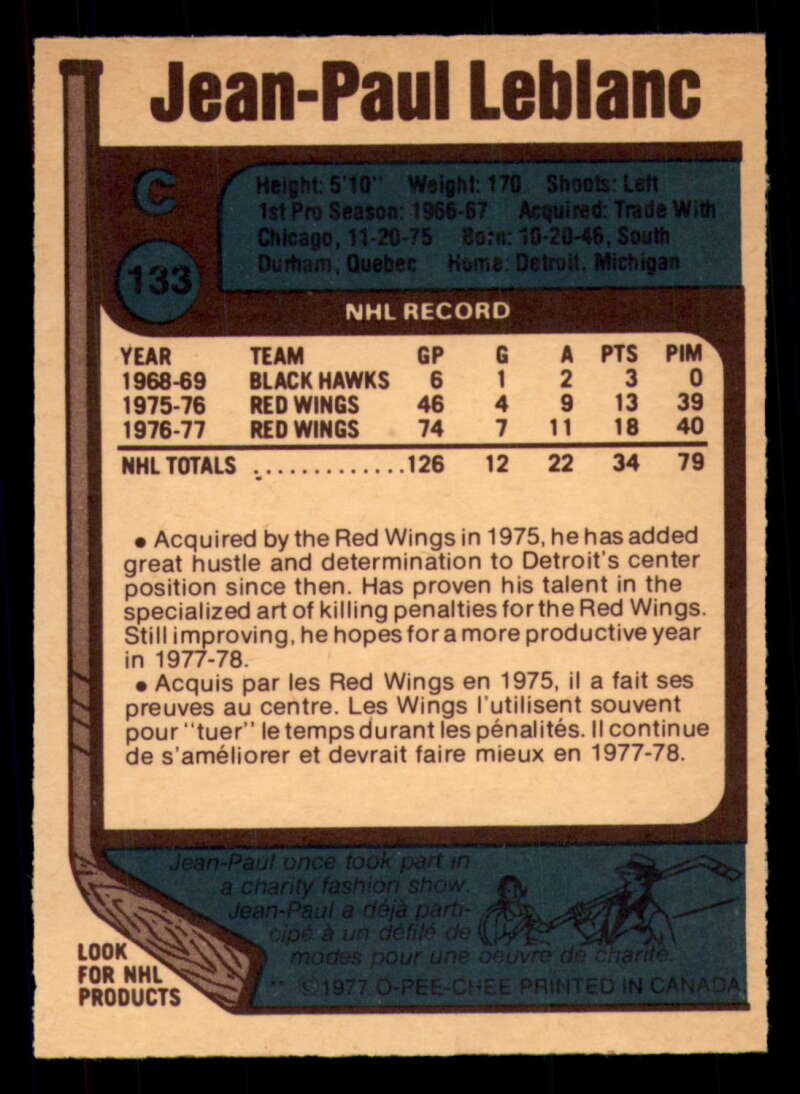 Jean-Paul Leblanc
C
133
Height: 5'10" Weight: 170 Shoots: Left
1st Pro Season: 1966-67 Acquired: Trade With
Chicago, 11-20-75 Born: 10-20-46, South
Durham, Quebec Home: Detroit, Michigan
NHL RECORD
YEAR TEAM GP G A PTS PIM
1968-69 BLACK HAWKS 6 1 2 3 0
1975-76 RED WINGS 46 4 9 13 39
1976-77 RED WINGS 74 7 11 18 40
NHL TOTALS .............126 12 22 34 79
• Acquired by the Red Wings in 1975, he has added
great hustle and determination to Detroit's center
position since then. Has proven his talent in the
specialized art of killing penalties for the Red Wings.
Still improving, he hopes for a more productive year
in 1977-78.
• Acquis par les Red Wings en 1975, il a fait ses
preuves au centre. Les Wings l'utilisent souvent
pour "tuer" le temps durant les pénalités. Il continue
de s'améliorer et devrait faire mieux en 1977-78.
Jean-Paul once took part in
a charity fashion show.
Jean-Paul a déjà parti-
cipé à un défilé de
modes pour une oeuvre de charité.
LOOK
FOR NHL
PRODUCTS
** ©1977 O-PEE-CHEE PRINTED IN CANADA